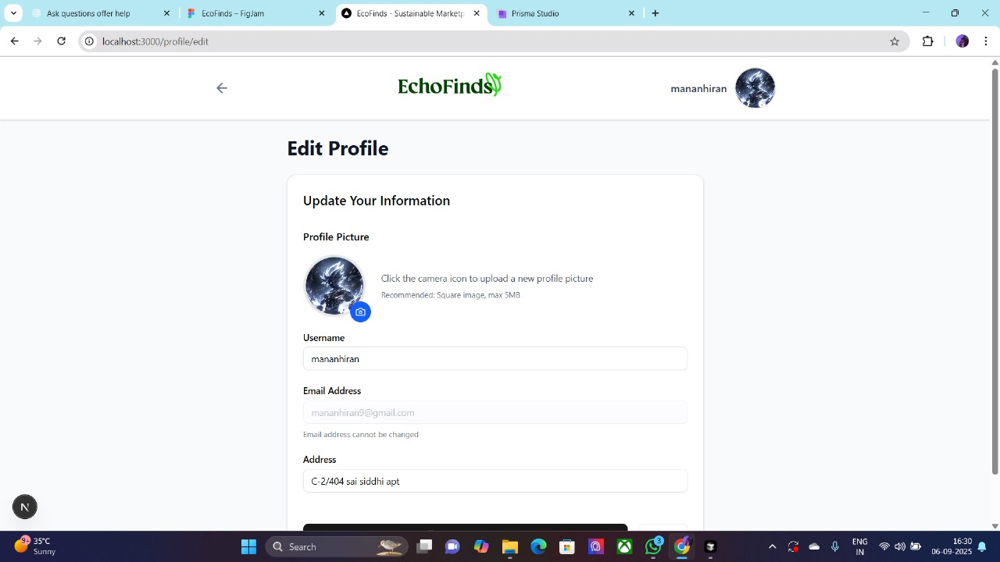 Ask questions offer help
EcoFinds – FigJam
EcoFinds - Sustainable Marketp
Prisma Studio
localhost:3000/profile/edit
EchoFinds
mananhiran
Edit Profile
Update Your Information
Profile Picture
Click the camera icon to upload a new profile picture
Recommended: Square image, max 5MB
Username
mananhiran
Email Address
mananhiran9@gmail.com
Email address cannot be changed
Address
C-2/404 sai siddhi apt
N
9+
35°C
Sunny
Search
3
ENG
IN
16:30
06-09-2025